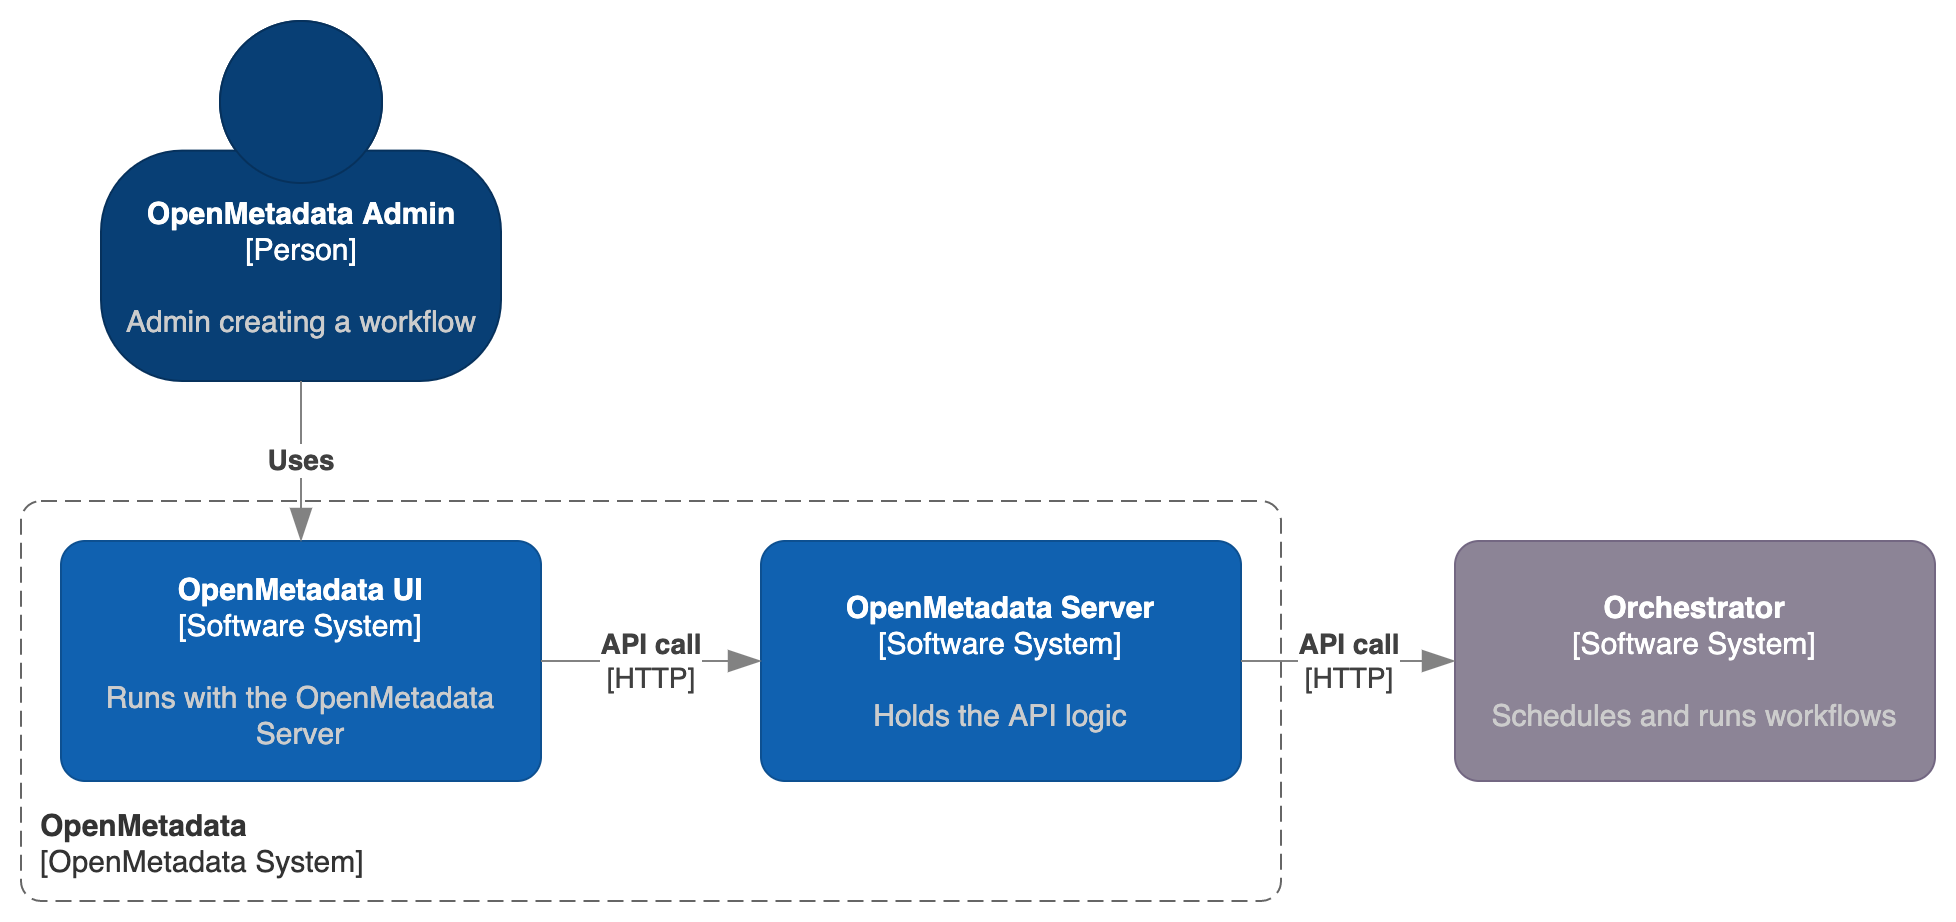 OpenMetadata Admin
[Person]
Admin creating a workflow
Uses
OpenMetadata UI
[Software System]
Runs with the OpenMetadata
Server
API call
[HTTP]
OpenMetadata Server
[Software System]
Holds the API logic
API call
[HTTP]
Orchestrator
[Software System]
Schedules and runs workflows
OpenMetadata
[OpenMetadata System]